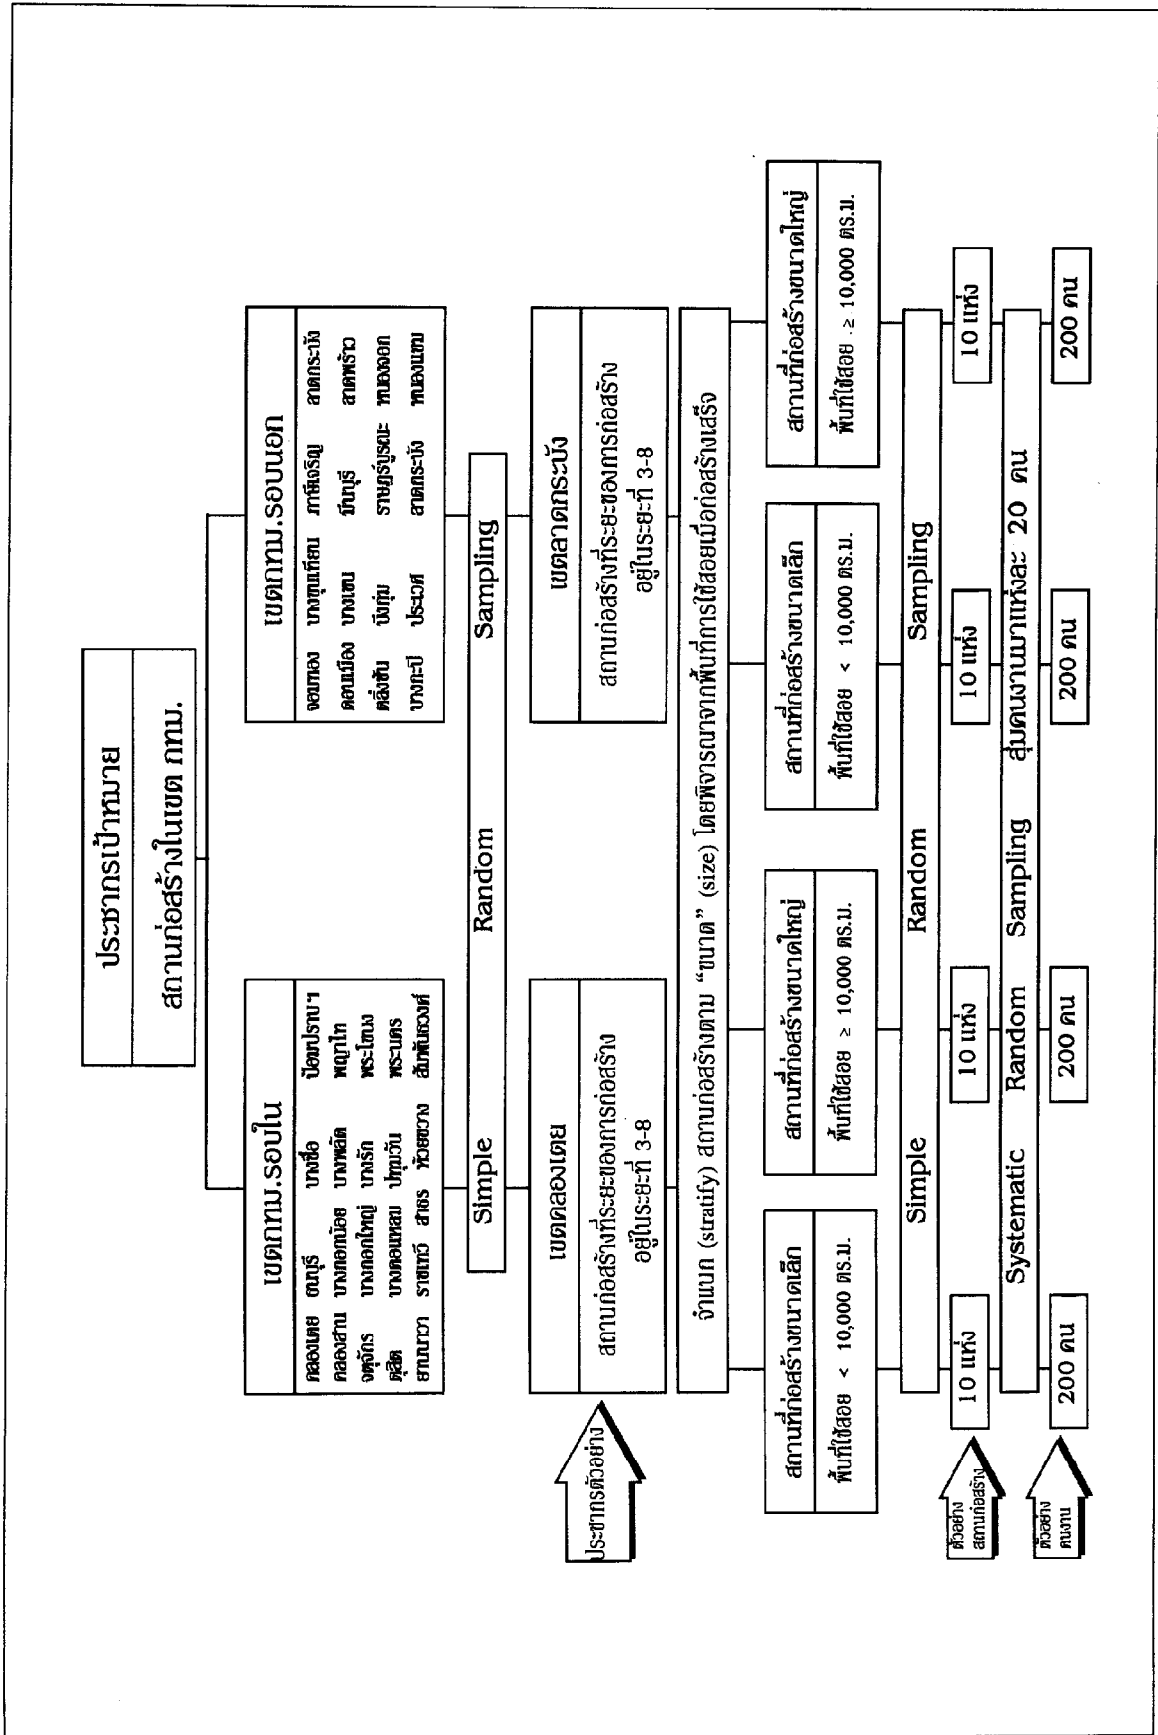 ประชากรเป้าหมาย
สถานก่อสร้างในเขต กทม.
เขตกทม.รอบใน
คลองเตย ธนบุรี บางซื่อ ป้อมปราบฯ
คลองสาน บางกอกน้อย บางพลัด พญาไท
จตุจักร บางกอกใหญ่ บางรัก พระโขนง
ดุสิต บางคอแหลม ปทุมวัน พระนคร
ยานนาวา ราชเทวี สาธร ห้วยขวาง สัมพันธวงศ์
เขตกทม.รอบนอก
จอมทอง บางขุนเทียน ภาษีเจริญ ลาดกระบัง
ดอนเมือง บางเขน มีนบุรี ลาดพร้าว
ตลิ่งชัน บึงกุ่ม ราษฎร์บูรณะ หนองจอก
บางกะปิ ประเวศ ลาดกระบัง หนองแขม
Simple Random Sampling
ประชากรตัวอย่าง
เขตคลองเตย
สถานก่อสร้างที่ระยะของการก่อสร้าง
อยู่ในระยะที่ 3-8
เขตลาดกระบัง
สถานก่อสร้างที่ระยะของการก่อสร้าง
อยู่ในระยะที่ 3-8
จำแนก (stratify) สถานก่อสร้างตาม “ขนาด” (size) โดยพิจารณาจากพื้นที่การใช้สอยเมื่อก่อสร้างเสร็จ
สถานที่ก่อสร้างขนาดเล็ก
พื้นที่ใช้สอย < 10,000 ตร.ม.
สถานที่ก่อสร้างขนาดใหญ่
พื้นที่ใช้สอย ≥ 10,000 ตร.ม.
สถานที่ก่อสร้างขนาดเล็ก
พื้นที่ใช้สอย < 10,000 ตร.ม.
สถานที่ก่อสร้างขนาดใหญ่
พื้นที่ใช้สอย ≥ 10,000 ตร.ม.
Simple Random Sampling
ตัวอย่าง
สถานก่อสร้าง
10 แห่ง
10 แห่ง
10 แห่ง
10 แห่ง
Systematic Random Sampling สุ่มคนงานมาแห่งละ 20 คน
ตัวอย่าง
คนงาน
200 คน
200 คน
200 คน
200 คน